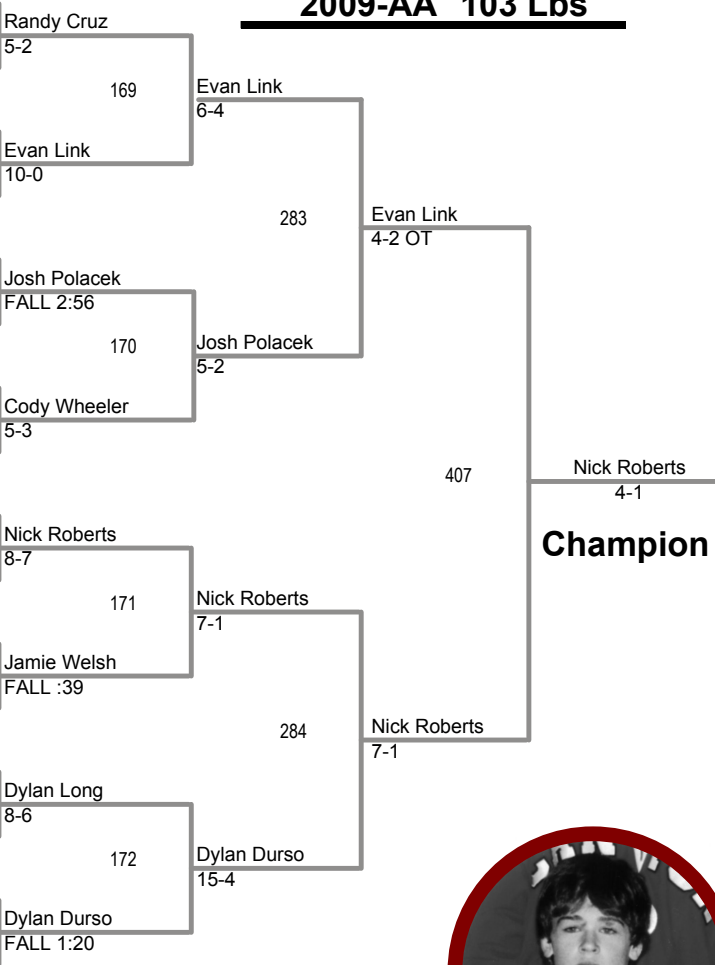 2009-AA 103 Lbs
Randy Cruz
5-2
169
Evan Link
6-4
Evan Link
10-0
283
Evan Link
4-2 OT
Josh Polacek
FALL 2:56
170
Josh Polacek
5-2
Cody Wheeler
5-3
407
Nick Roberts
4-1
Champion
Nick Roberts
8-7
171
Nick Roberts
7-1
Jamie Welsh
FALL :39
284
Nick Roberts
7-1
Dylan Long
8-6
172
Dylan Durso
15-4
Dylan Durso
FALL 1:20